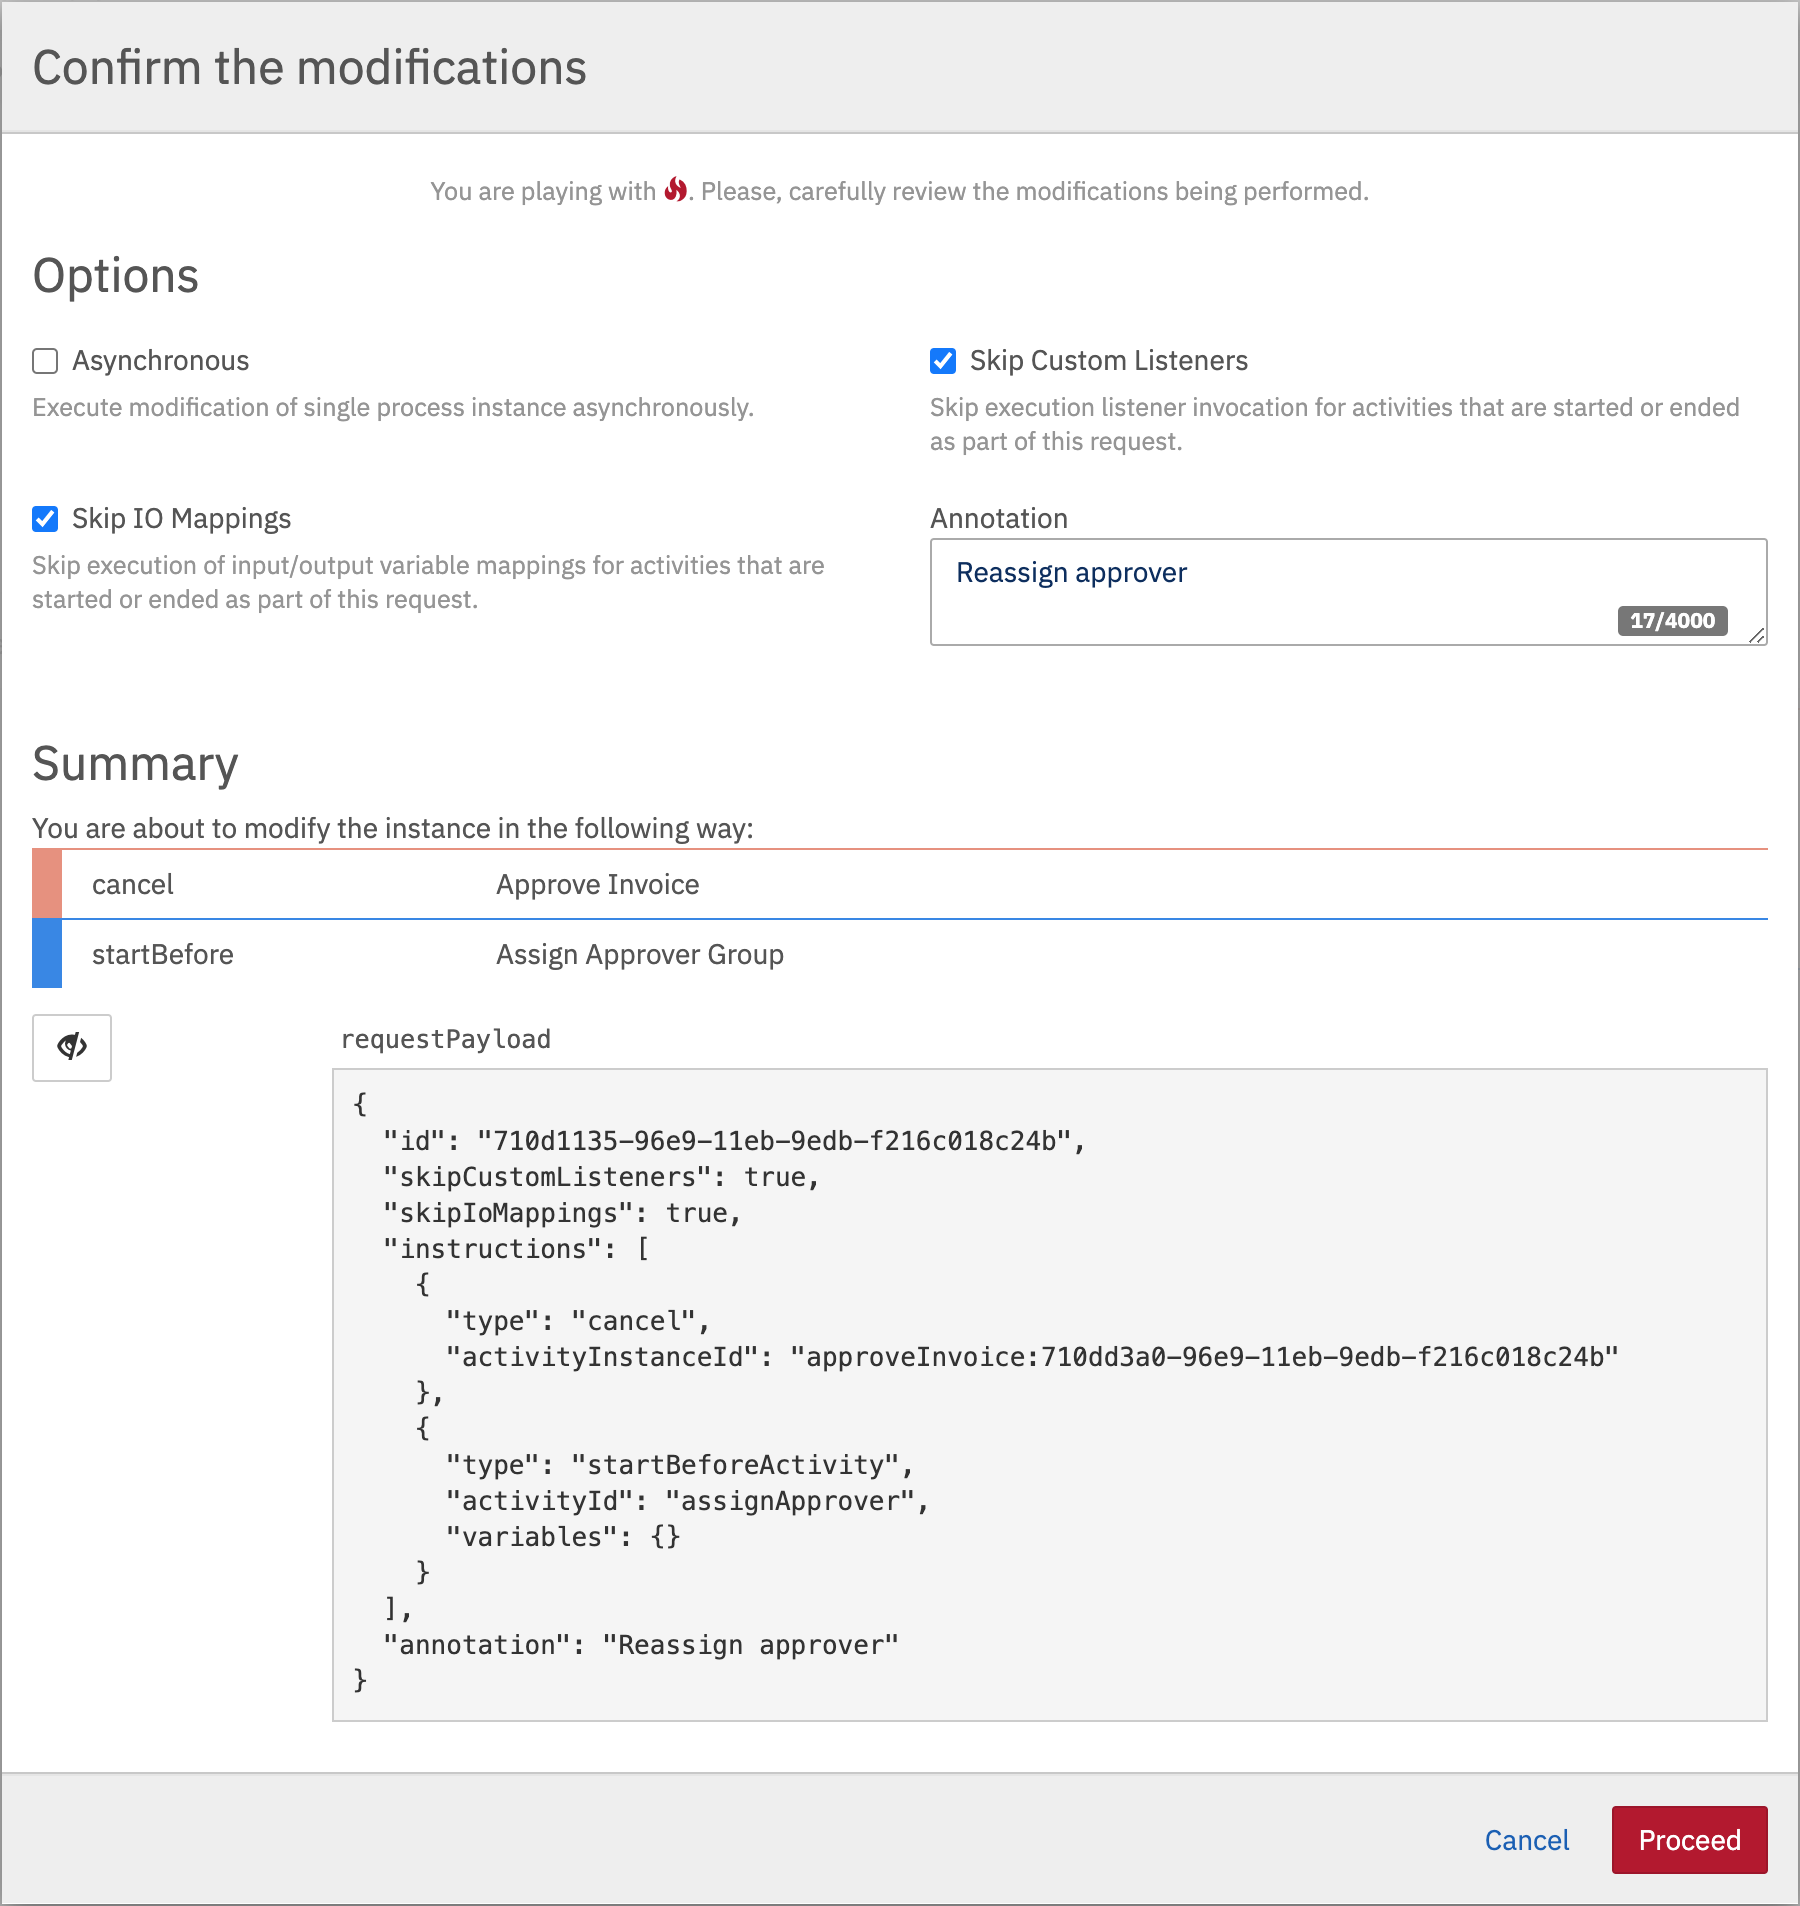 Confirm the modifications
You are playing with . Please, carefully review the modifications being performed.
Options
Asynchronous
Execute modification of single process instance asynchronously.
Skip Custom Listeners
Skip execution listener invocation for activities that are started or ended
as part of this request.
Skip IO Mappings
Skip execution of input/output variable mappings for activities that are
started or ended as part of this request.
Annotation
Reassign approver
17/4000
Summary
You are about to modify the instance in the following way:
cancel Approve Invoice
startBefore Assign Approver Group
requestPayload
{
  "id": "710d1135-96e9-11eb-9edb-f216c018c24b",
  "skipCustomListeners": true,
  "skipIoMappings": true,
  "instructions": [
    {
      "type": "cancel",
      "activityInstanceId": "approveInvoice:710dd3a0-96e9-11eb-9edb-f216c018c24b"
    },
    {
      "type": "startBeforeActivity",
      "activityId": "assignApprover",
      "variables": {}
    }
  ],
  "annotation": "Reassign approver"
}
Cancel
Proceed